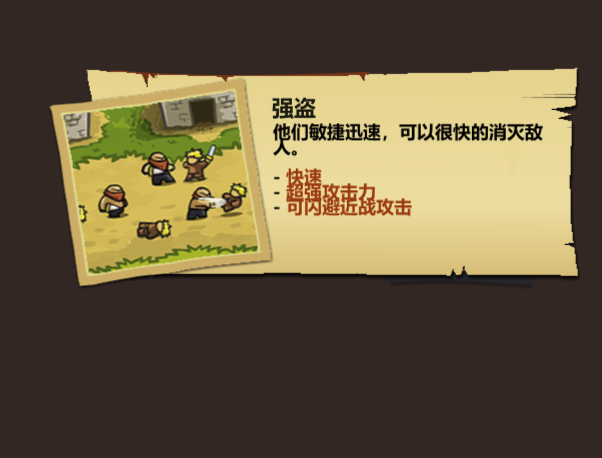 强盗
他们敏捷迅速，可以很快的消灭敌
人。
- 快速
- 超强攻击力
- 可闪避近战攻击